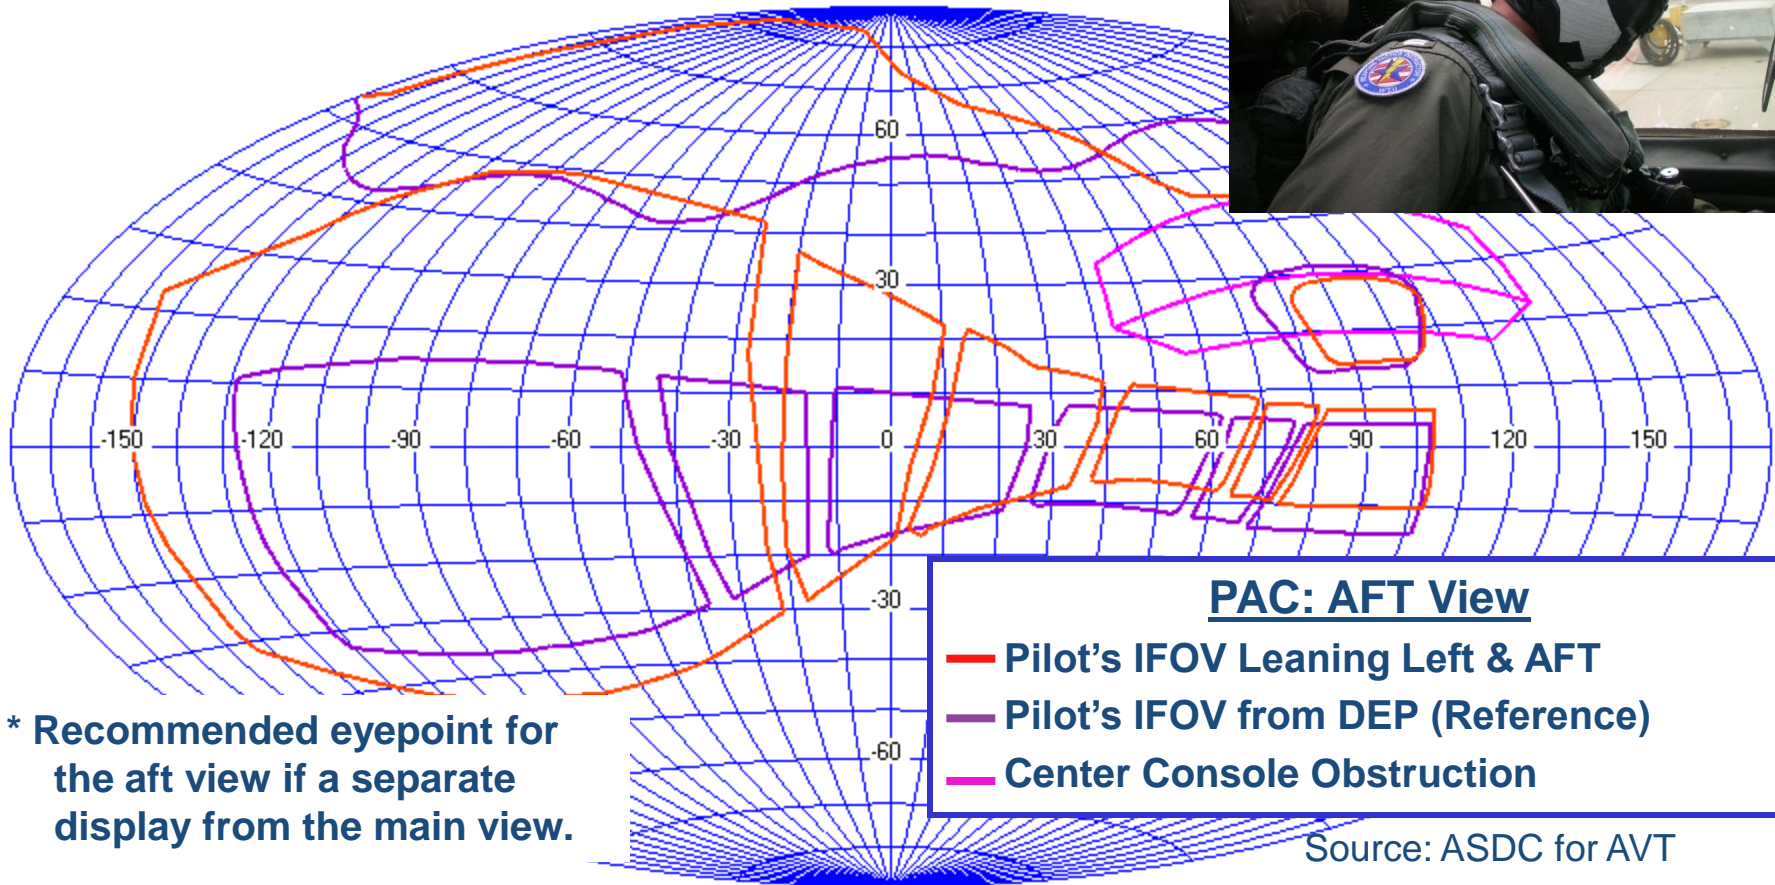 60
30
-150 -120 -90 -60 -30 0 30 60 90 120 150
-30
-60
PAC: AFT View
Pilot's IFOV Leaning Left & AFT
Pilot's IFOV from DEP (Reference)
Center Console Obstruction
* Recommended eyepoint for
the aft view if a separate
display from the main view.
Source: ASDC for AVT